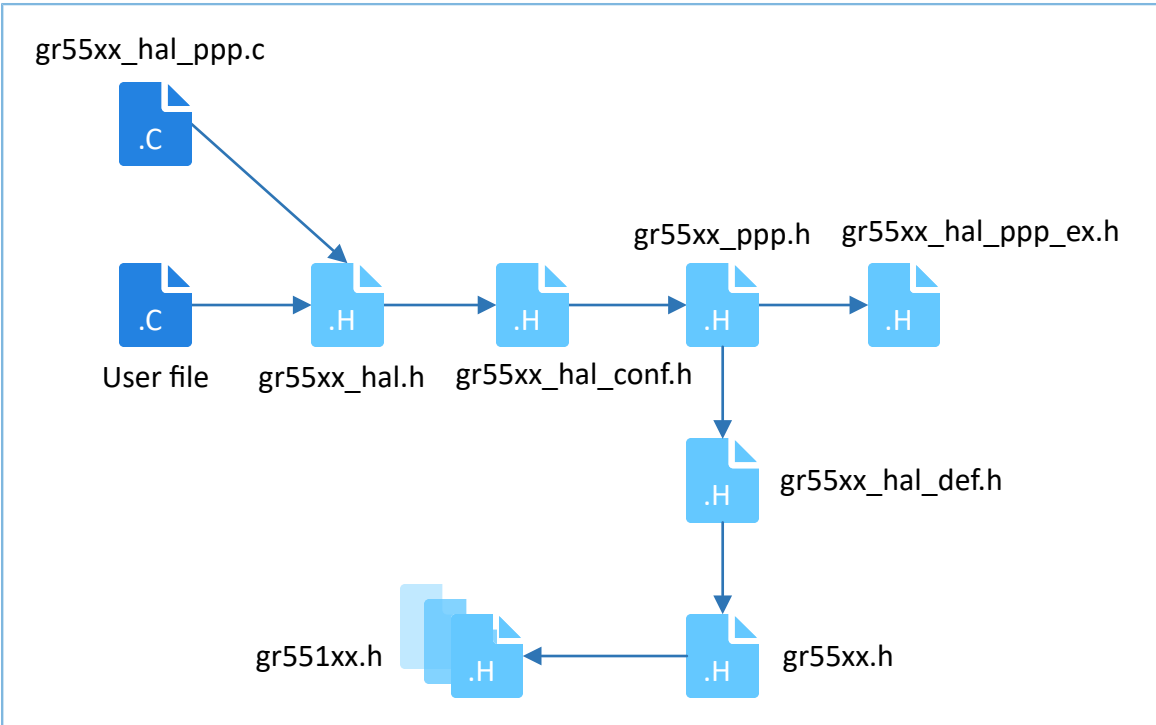 gr55xx_hal_ppp.c
.C
gr55xx_ppp.h
gr55xx_hal_ppp_ex.h
.C
.H
.H
.H
.H
User file
gr55xx_hal.h
gr55xx_hal_conf.h
.H
gr55xx_hal_def.h
gr551xx.h
.H
.H
gr55xx.h